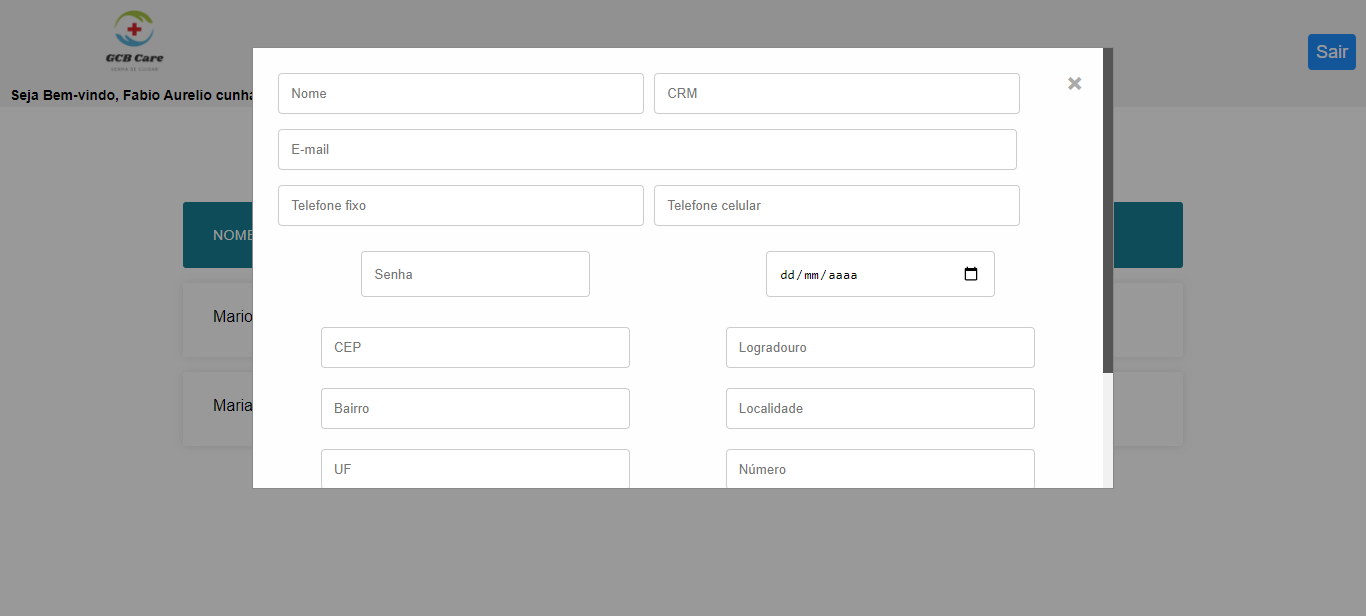 GCB Care
Sair
Seja Bem-vindo, Fabio Aurelio cunha
Nome
CRM
×
E-mail
Telefone fixo
Telefone celular
NOME
Senha
dd/mm/aaaa
Mario
CEP
Logradouro
Maria
Bairro
Localidade
UF
Número